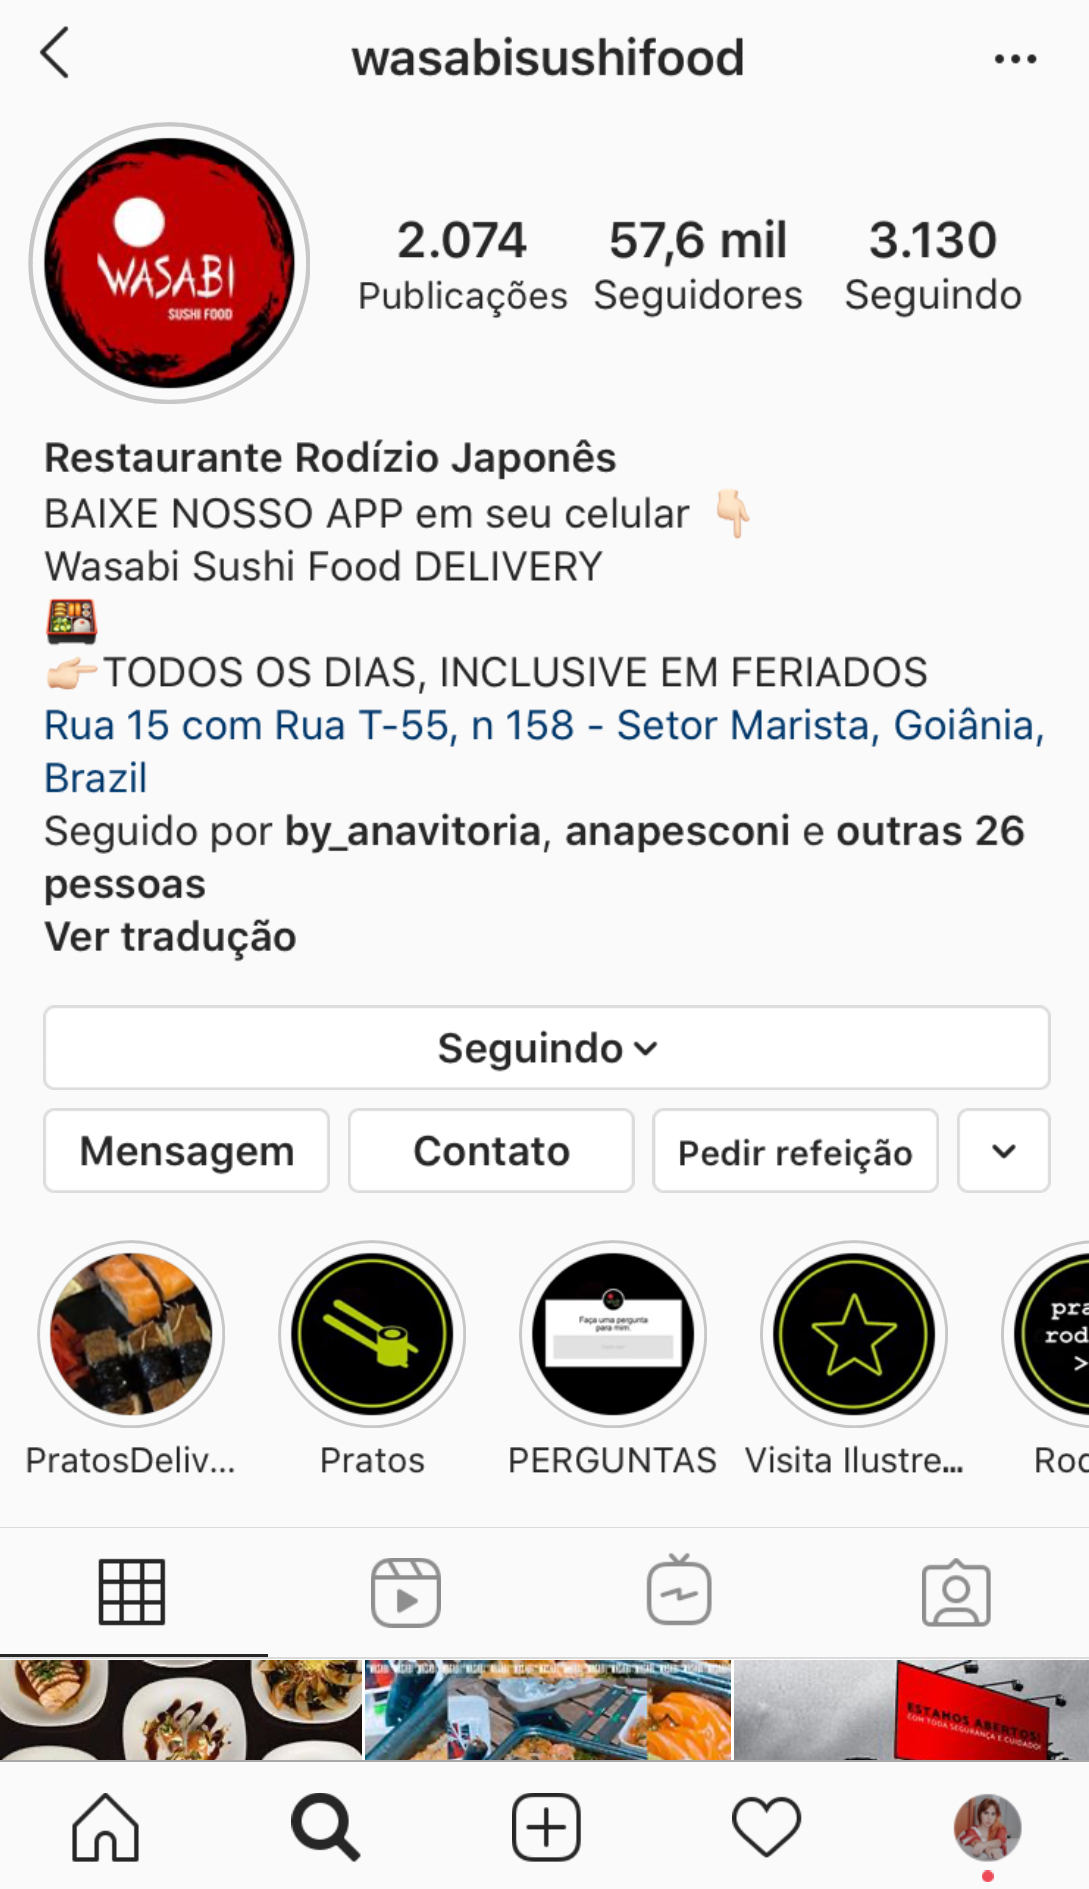 wasabisushifood
WASABI
SUSHI FOOD
2.074
Publicações
57,6 mil
Seguidores
3.130
Seguindo
Restaurante Rodízio Japonês
BAIXE NOSSO APP em seu celular 👇🏻
Wasabi Sushi Food DELIVERY
🍱
👉🏻TODOS OS DIAS, INCLUSIVE EM FERIADOS
Rua 15 com Rua T-55, n 158 - Setor Marista, Goiânia,
Brazil
Seguido por by_anavitoria, anapesconi e outras 26
pessoas
Ver tradução
Seguindo
Mensagem
Contato
Pedir refeição
Faça uma pergunta
para mim.
pra
rod
>
PratosDeliv...
Pratos
PERGUNTAS
Visita Ilustre...
Roc
ESTAMOS ABERTOS!
COM TODA SEGURANÇA E CUIDADO!